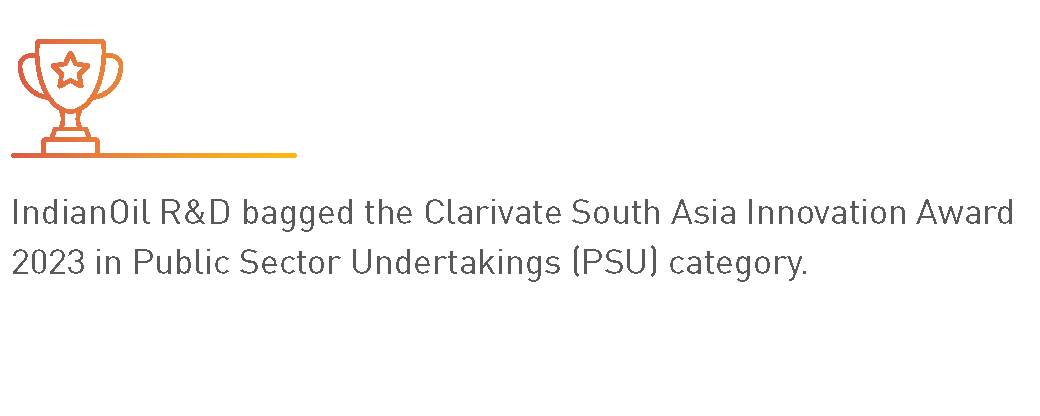 IndianOil R&D bagged the Clarivate South Asia Innovation Award
2023 in Public Sector Undertakings (PSU) category.